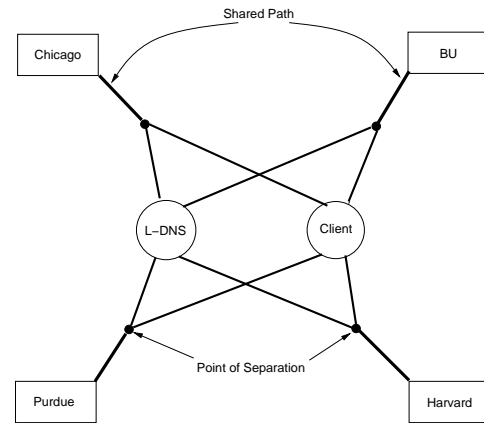 Shared Path
Chicago
BU
L-DNS
Client
Point of Separation
Purdue
Harvard